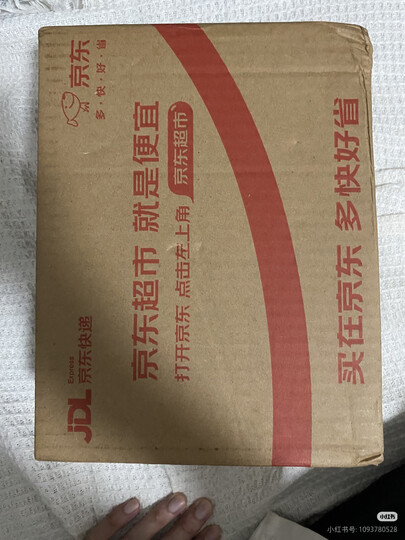 京东
多·快·好·省
京东超市 就是便宜
打开京东 点击左上角 京东超市
买在京东 多快好省
JDL
Express
京东快递
小红书
小红书号: 1093780528